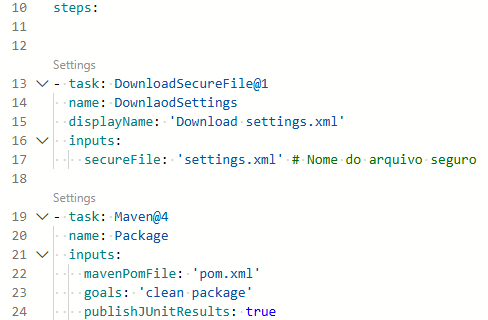 10 steps:
11
12
Settings
13 - task: DownloadSecureFile@1
14 name: DownlaodSettings
15 displayName: 'Download settings.xml'
16 inputs:
17 secureFile: 'settings.xml' # Nome do arquivo seguro
18
Settings
19 - task: Maven@4
20 name: Package
21 inputs:
22 mavenPomFile: 'pom.xml'
23 goals: 'clean package'
24 publishJUnitResults: true